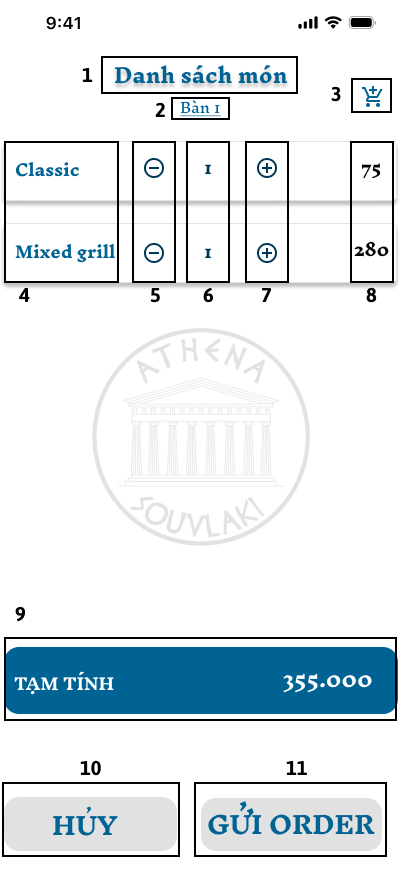 9:41
1 Danh sách món
2 Bàn 1
3
Classic 1 75
Mixed grill 1 280
4 5 6 7 8
ATHENA
SOUVLAKI
9
TẠM TÍNH 355.000
10 11
HỦY GỬI ORDER